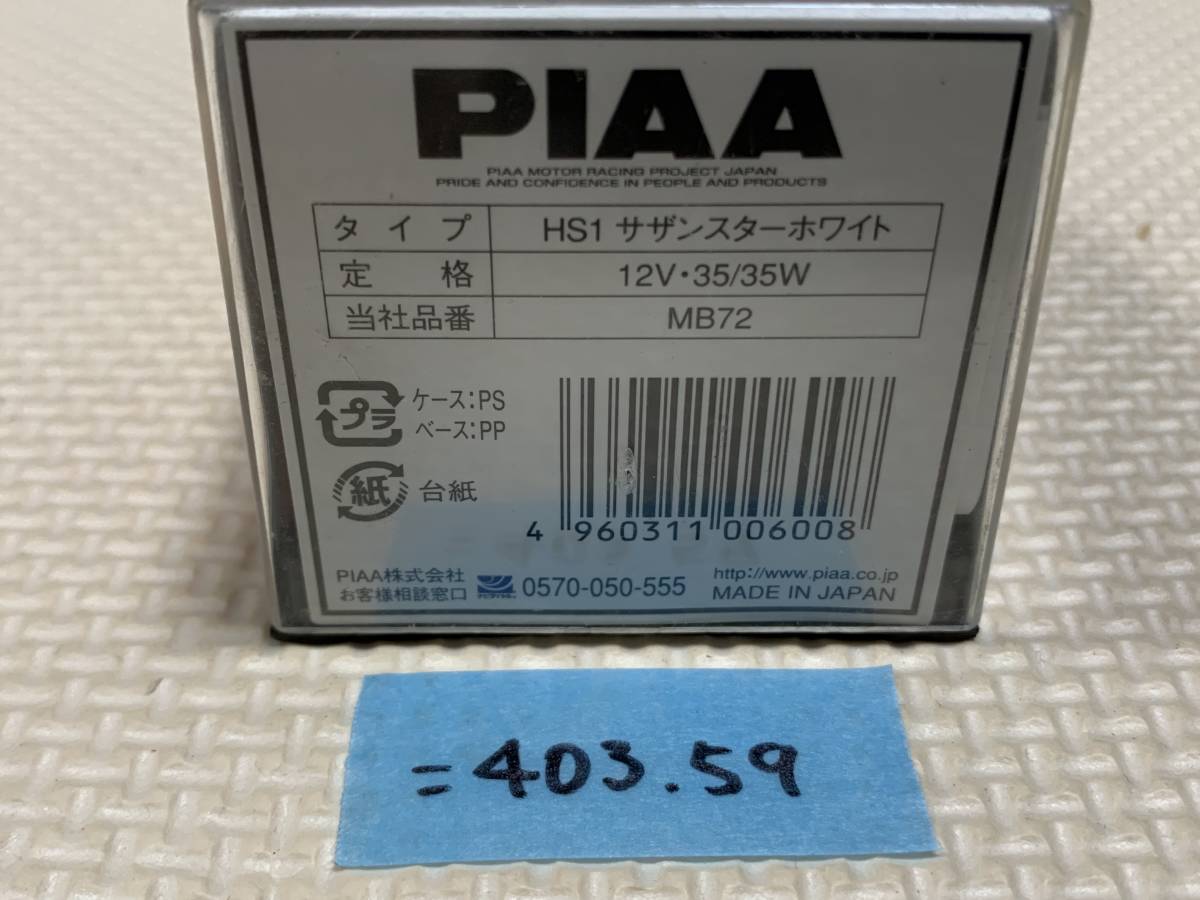 PIAA
PIAA MOTOR RACING PROJECT JAPAN
PRIDE AND CONFIDENCE IN PEOPLE AND PRODUCTS
タイプ HS1 サザンスターホワイト
定格 12V・35/35W
当社品番 MB72
プラ ケース:PS
ベース:PP
紙 台紙
4 960311 006008
PIAA株式会社
お客様相談窓口 0570-050-555
http://www.piaa.co.jp
MADE IN JAPAN
=403.59